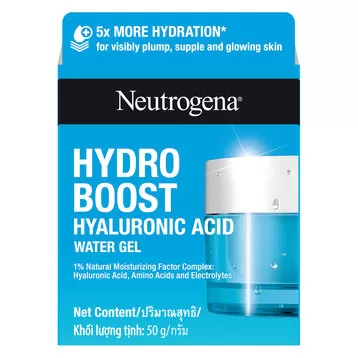 5x MORE HYDRATION*
for visibly plump, supple and glowing skin
Neutrogena®
HYDRO
BOOST
HYALURONIC ACID
WATER GEL
1% Natural Moisturizing Factor Complex:
Hyaluronic Acid, Amino Acids and Electrolytes
Net Content/ปริมาณสุทธิ/
Khối lượng tịnh: 50 g/กรัม